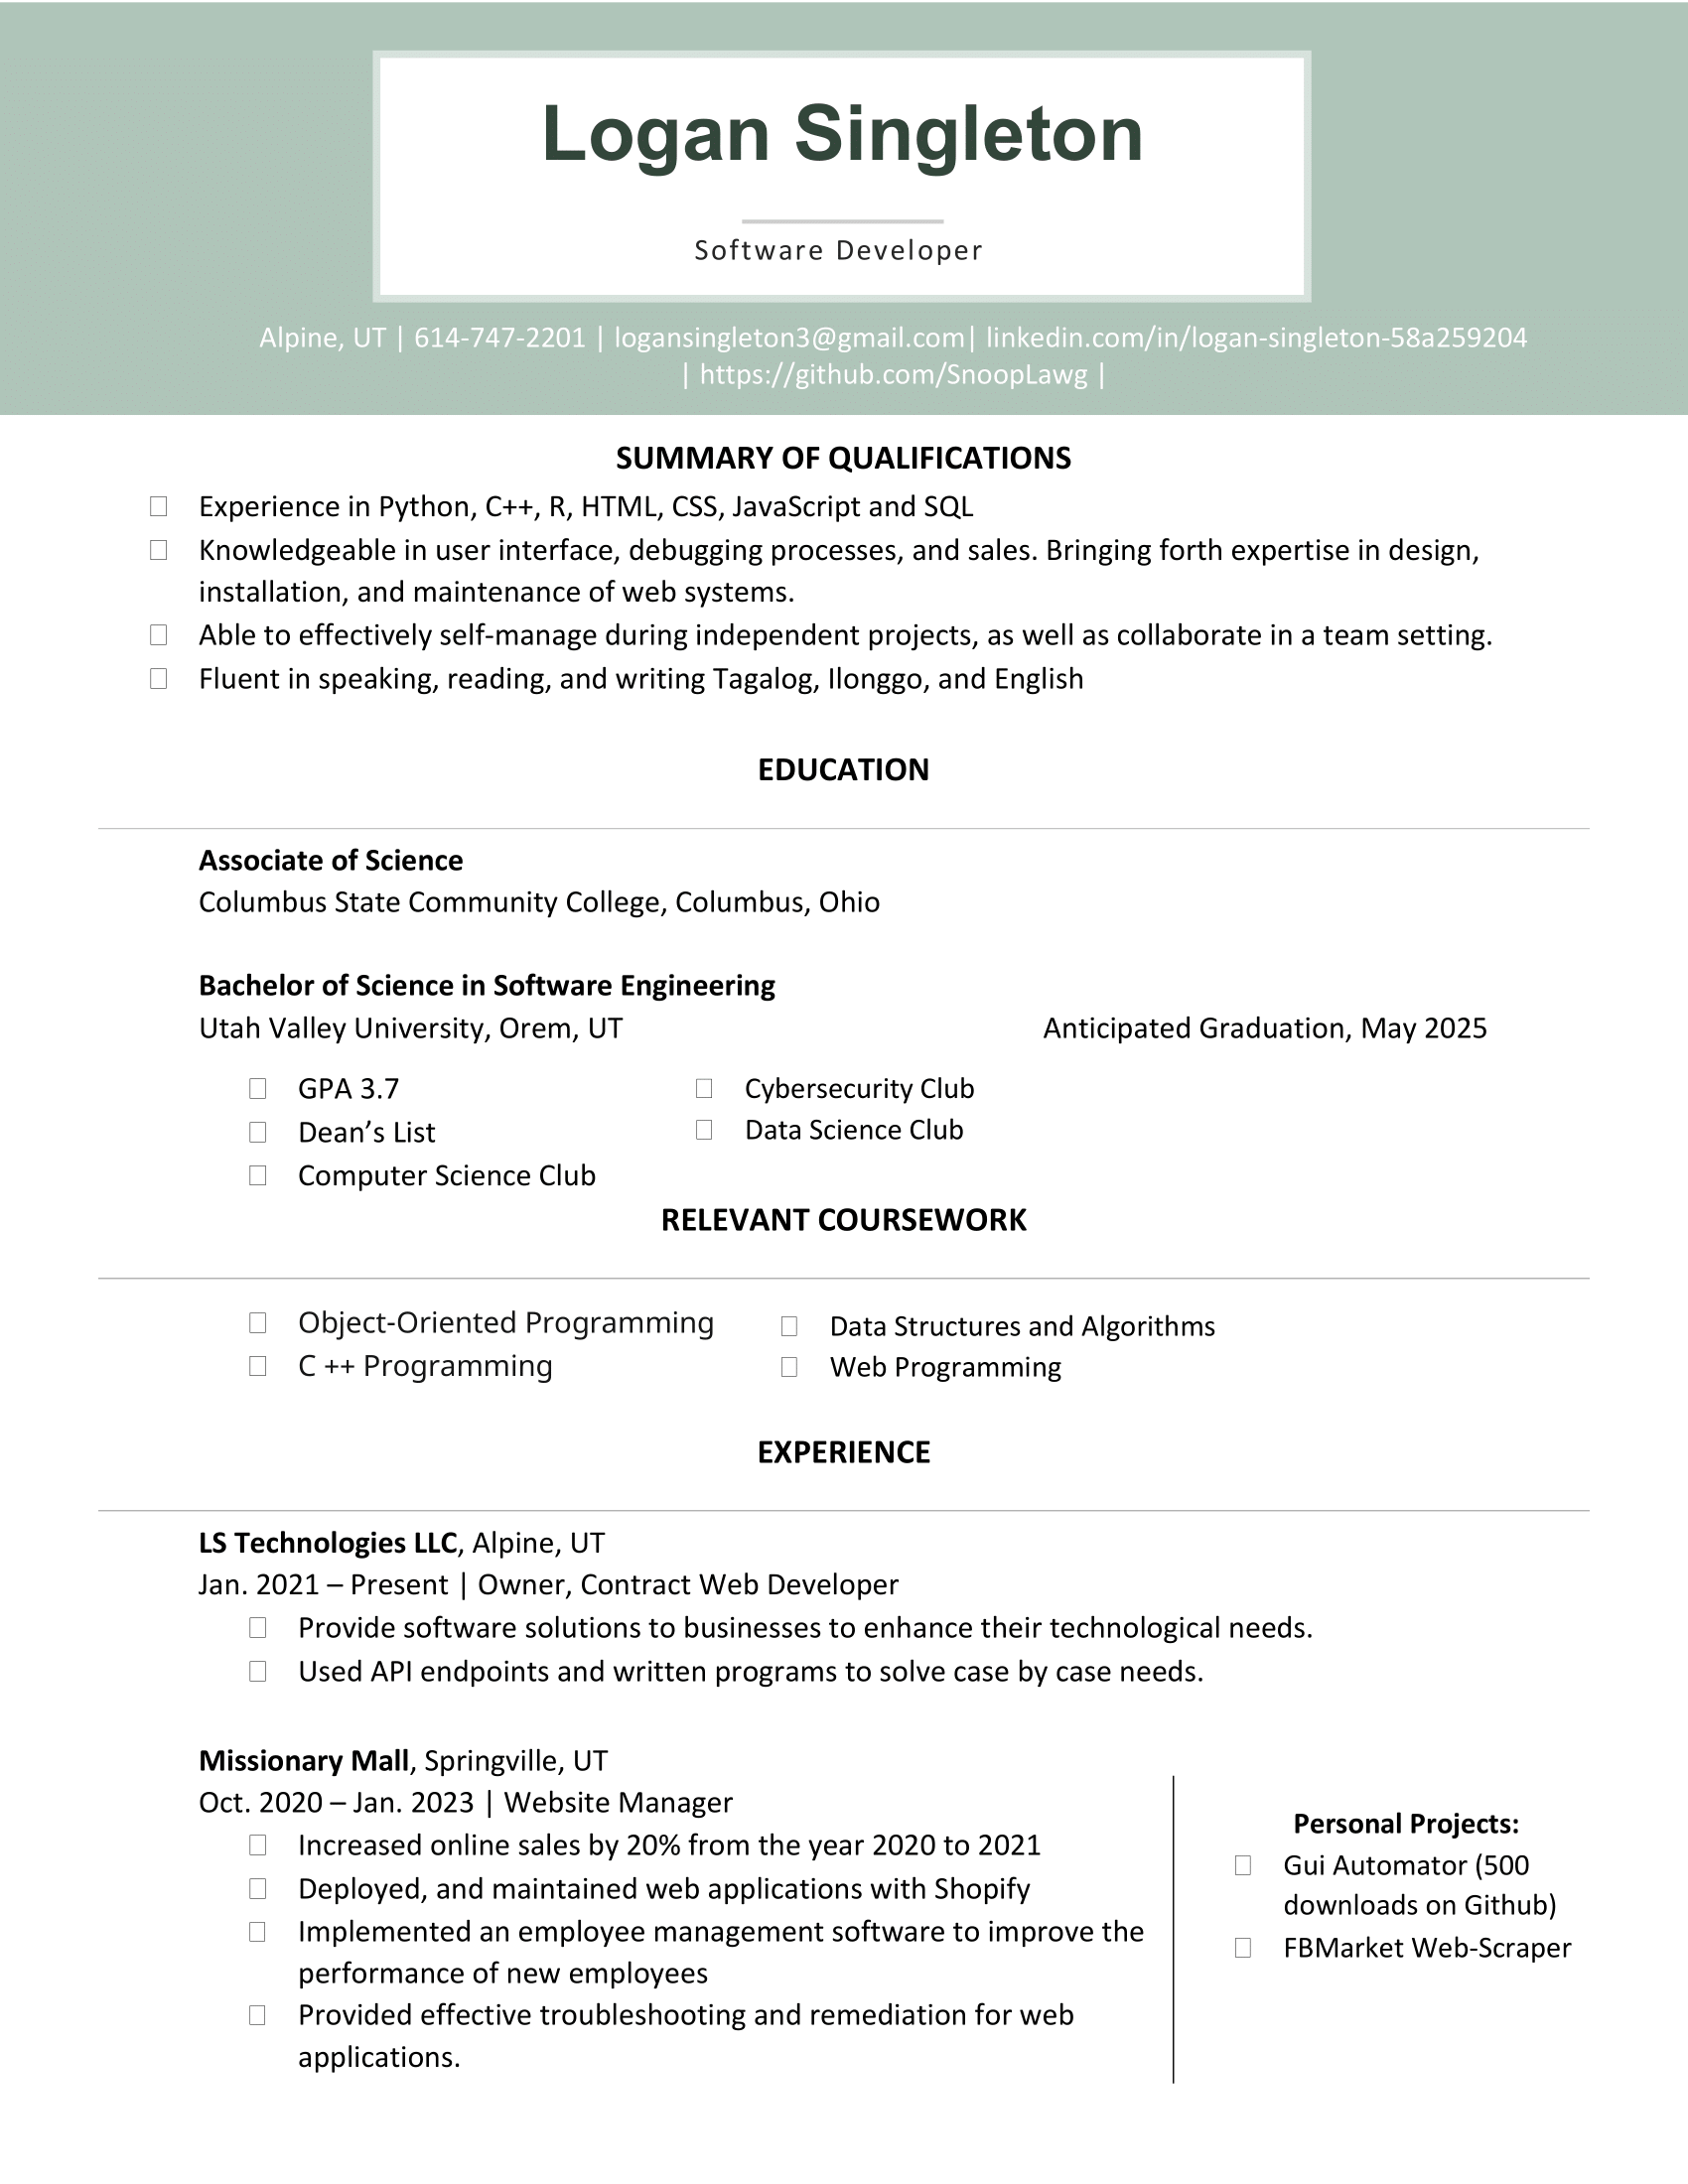 Logan Singleton
Software Developer
Alpine, UT | 614-747-2201 | logansingleton3@gmail.com| linkedin.com/in/logan-singleton-58a259204
| https://github.com/SnoopLawg |
SUMMARY OF QUALIFICATIONS
Experience in Python, C++, R, HTML, CSS, JavaScript and SQL
Knowledgeable in user interface, debugging processes, and sales. Bringing forth expertise in design,
installation, and maintenance of web systems.
Able to effectively self-manage during independent projects, as well as collaborate in a team setting.
Fluent in speaking, reading, and writing Tagalog, Ilonggo, and English
EDUCATION
Associate of Science
Columbus State Community College, Columbus, Ohio
Bachelor of Science in Software Engineering
Utah Valley University, Orem, UT Anticipated Graduation, May 2025
GPA 3.7
Dean’s List
Computer Science Club
Cybersecurity Club
Data Science Club
RELEVANT COURSEWORK
Object-Oriented Programming
C ++ Programming
Data Structures and Algorithms
Web Programming
EXPERIENCE
LS Technologies LLC, Alpine, UT
Jan. 2021 – Present | Owner, Contract Web Developer
Provide software solutions to businesses to enhance their technological needs.
Used API endpoints and written programs to solve case by case needs.
Missionary Mall, Springville, UT
Oct. 2020 – Jan. 2023 | Website Manager
Increased online sales by 20% from the year 2020 to 2021
Deployed, and maintained web applications with Shopify
Implemented an employee management software to improve the
performance of new employees
Provided effective troubleshooting and remediation for web
applications.
Personal Projects:
Gui Automator (500
downloads on Github)
FBMarket Web-Scraper